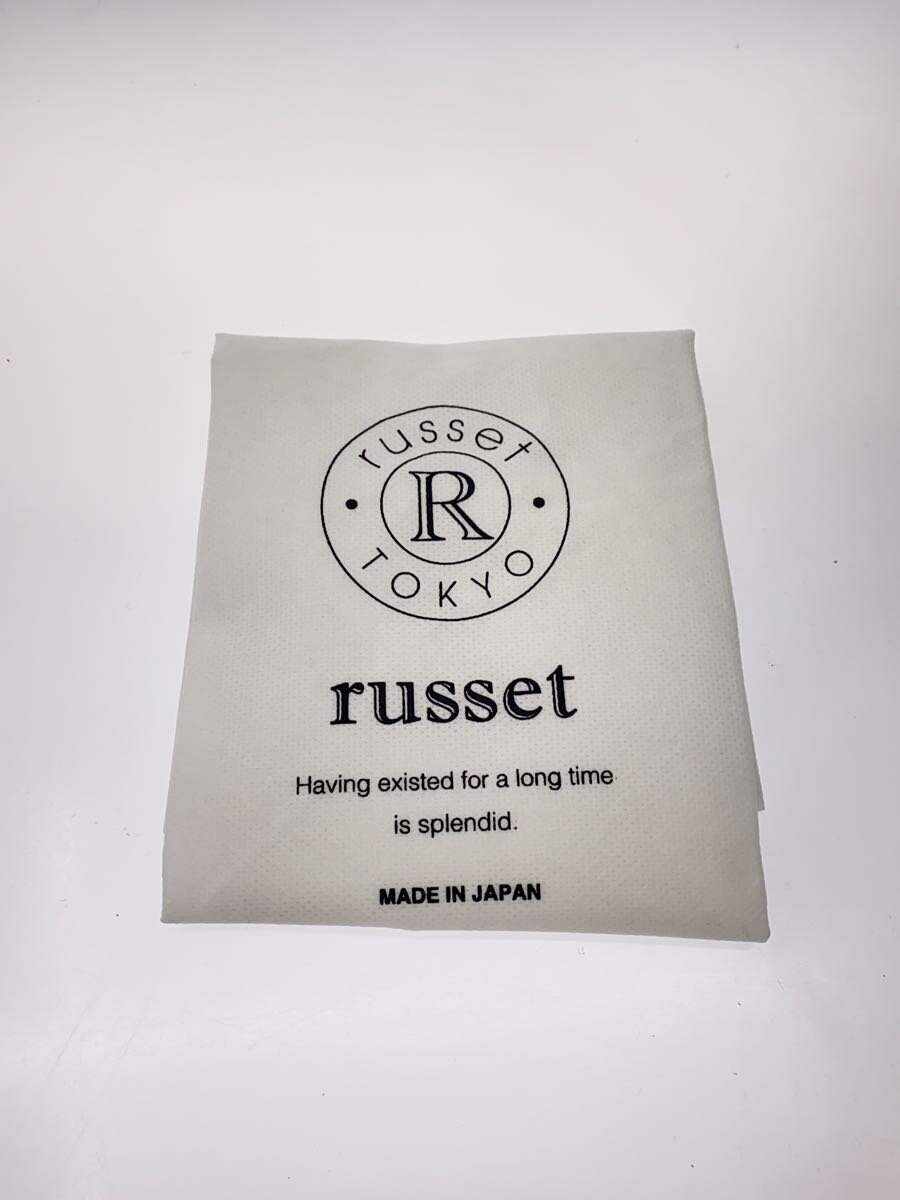 russet
R
TOKYO
russet
Having existed for a long time
is splendid.
MADE IN JAPAN